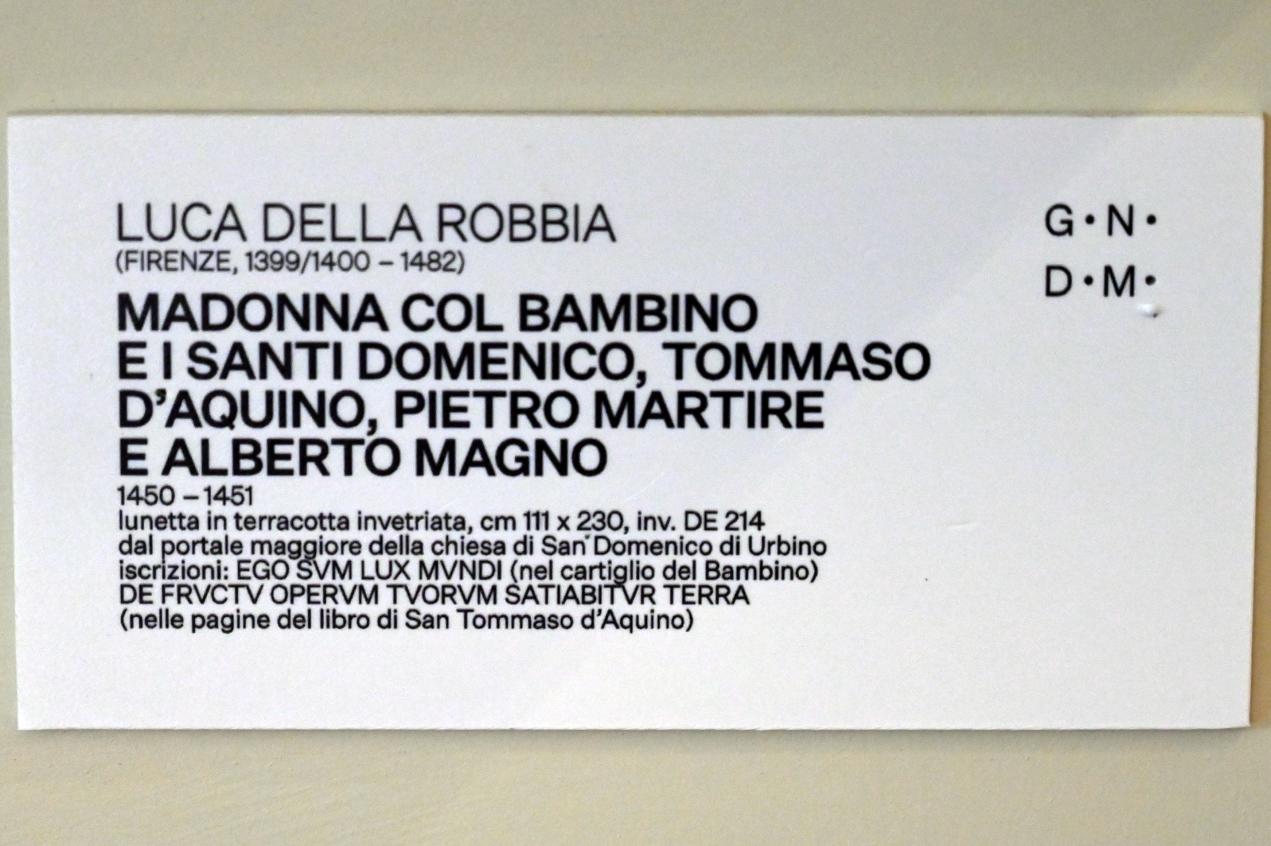 LUCA DELLA ROBBIA
(FIRENZE, 1399/1400 – 1482)
MADONNA COL BAMBINO
E I SANTI DOMENICO, TOMMASO
D’AQUINO, PIETRO MARTIRE
E ALBERTO MAGNO
1450 – 1451
lunetta in terracotta invetriata, cm 111 x 230, inv. DE 214
dal portale maggiore della chiesa di San Domenico di Urbino
iscrizioni: EGO SVM LUX MVNDI (nel cartiglio del Bambino)
DE FRVCTV OPERVM TVORVM SATIABITVR TERRA
(nelle pagine del libro di San Tommaso d’Aquino)
G·N·
D·M·